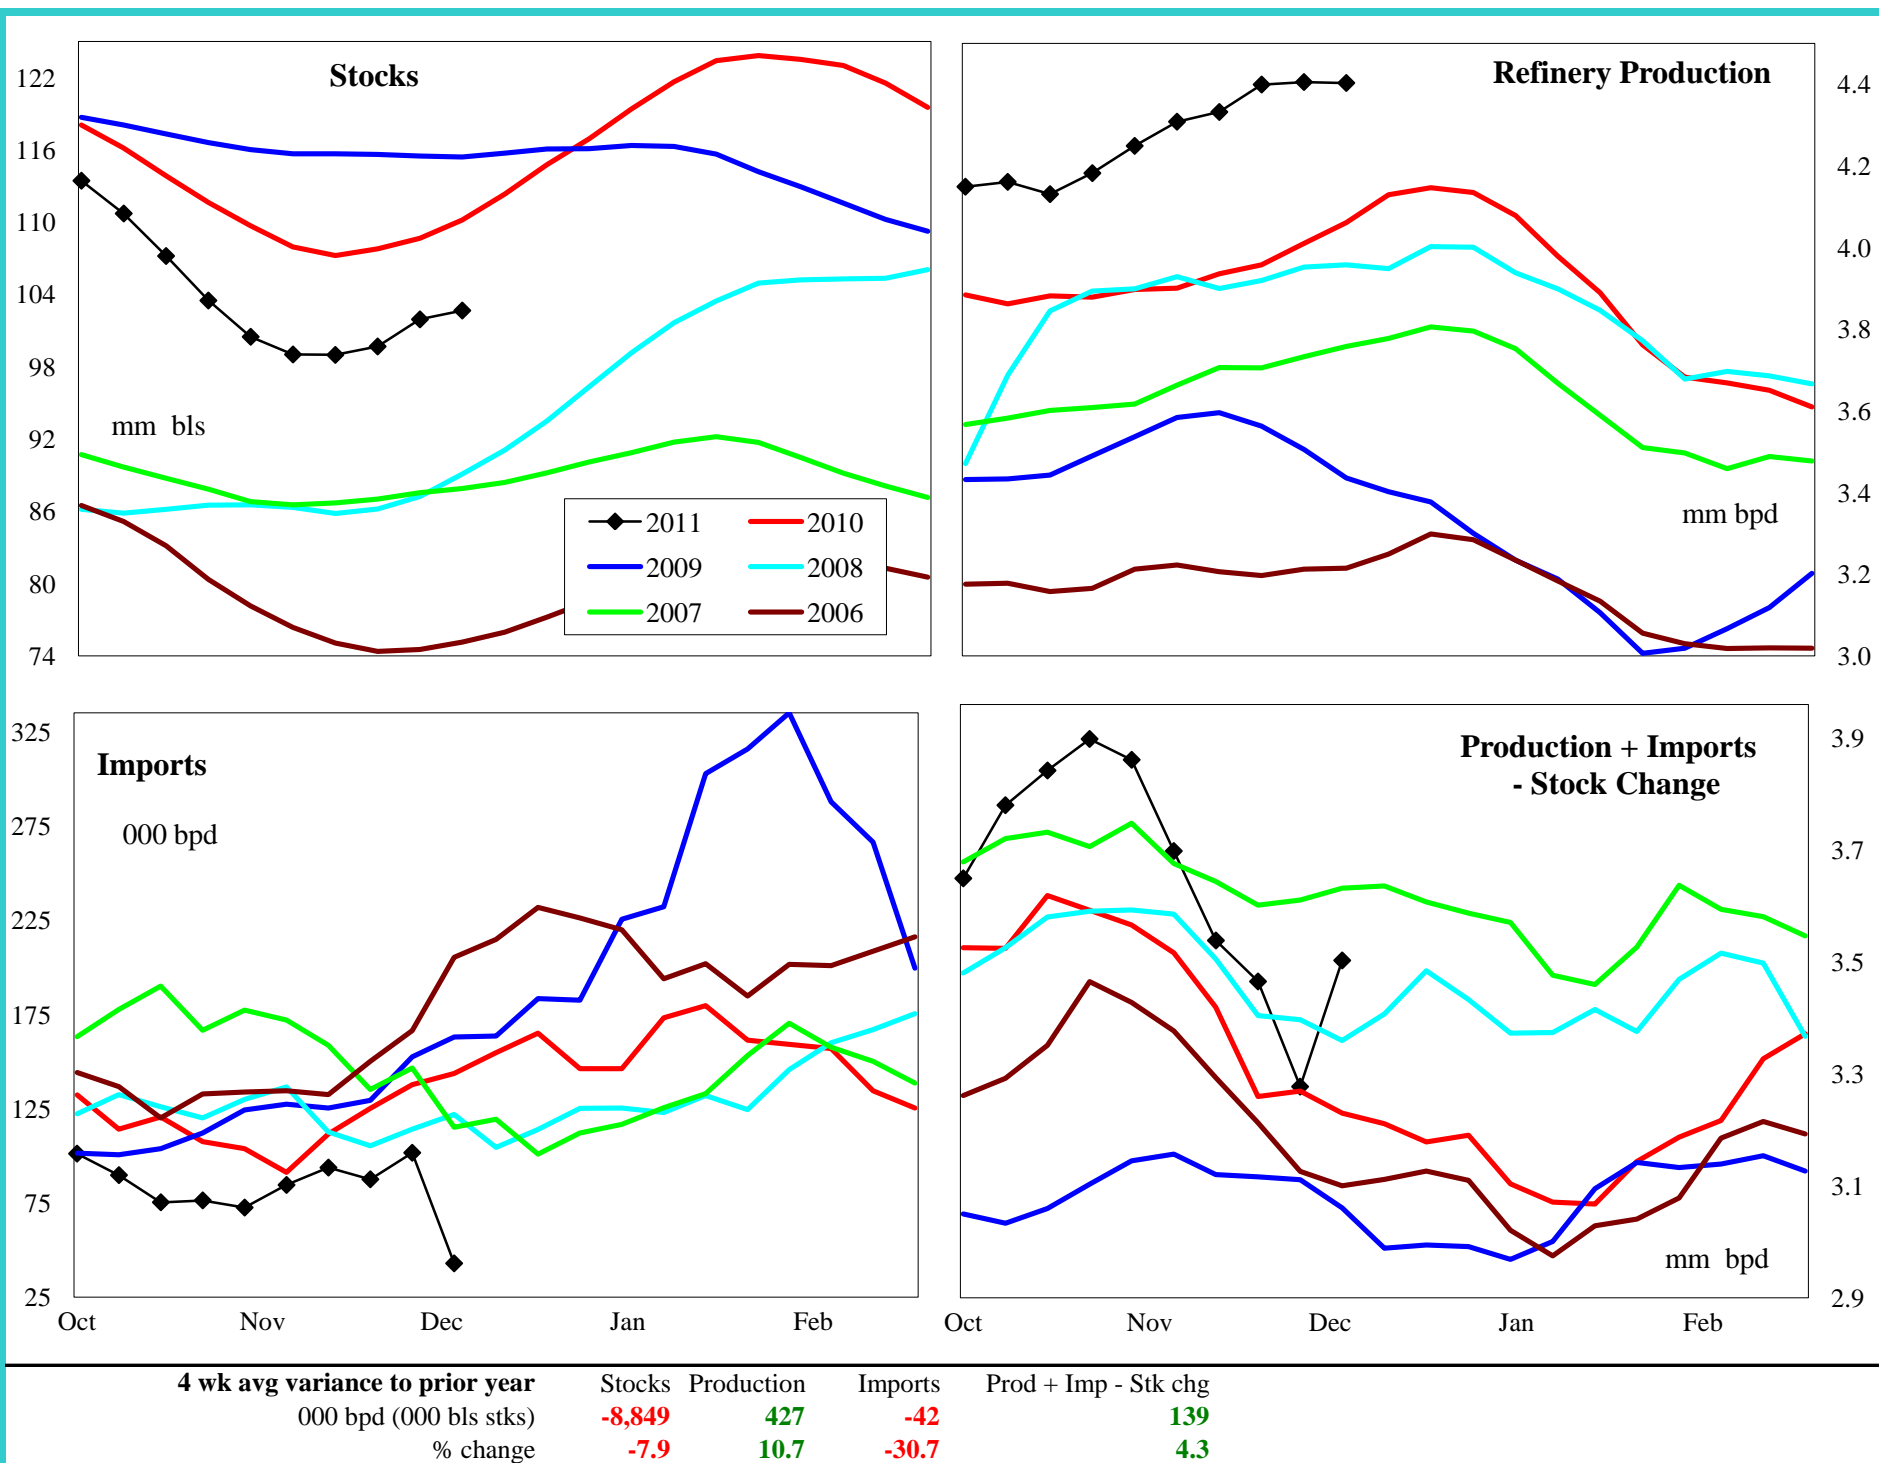 Stocks
122
116
110
104
98
92
86
80
74
mm bls
2011 2010
2009 2008
2007 2006
Refinery Production
4.4
4.2
4.0
3.8
3.6
3.4
3.2
3.0
mm bpd
Imports
000 bpd
325
275
225
175
125
75
25
Oct Nov Dec Jan Feb
Production + Imports
- Stock Change
3.9
3.7
3.5
3.3
3.1
2.9
mm bpd
Oct Nov Dec Jan Feb
4 wk avg variance to prior year Stocks Production Imports Prod + Imp - Stk chg
000 bpd (000 bls stks) -8,849 427 -42 139
% change -7.9 10.7 -30.7 4.3